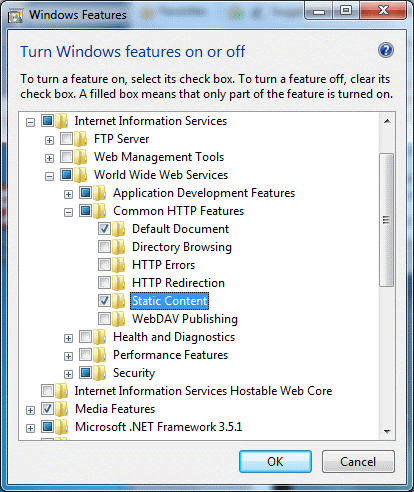 Windows Features
Turn Windows features on or off
To turn a feature on, select its check box. To turn a feature off, clear its
check box. A filled box means that only part of the feature is turned on.
Internet Information Services
FTP Server
Web Management Tools
World Wide Web Services
Application Development Features
Common HTTP Features
Default Document
Directory Browsing
HTTP Errors
HTTP Redirection
Static Content
WebDAV Publishing
Health and Diagnostics
Performance Features
Security
Internet Information Services Hostable Web Core
Media Features
Microsoft .NET Framework 3.5.1
OK
Cancel